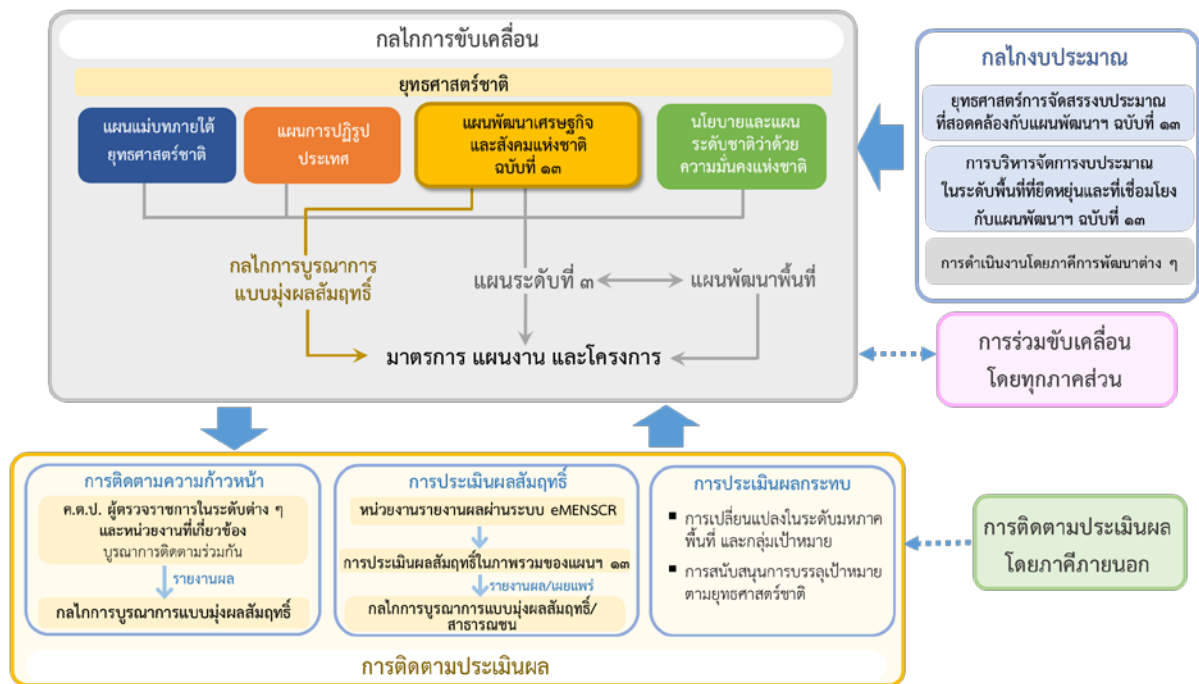 กลไกการขับเคลื่อน
ยุทธศาสตร์ชาติ
แผนแม่บทภายใต้
ยุทธศาสตร์ชาติ
แผนการปฏิรูป
ประเทศ
แผนพัฒนาเศรษฐกิจ
และสังคมแห่งชาติ
ฉบับที่ ๑๓
นโยบายและแผน
ระดับชาติว่าด้วย
ความมั่นคงแห่งชาติ
กลไกการบูรณาการ
แบบมุ่งผลสัมฤทธิ์
แผนระดับที่ ๓
แผนพัฒนาพื้นที่
มาตรการ แผนงาน และโครงการ
กลไกงบประมาณ
ยุทธศาสตร์การจัดสรรงบประมาณ
ที่สอดคล้องกับแผนพัฒนาฯ ฉบับที่ ๑๓
การบริหารจัดการงบประมาณ
ในระดับพื้นที่ที่ยืดหยุ่นและที่เชื่อมโยง
กับแผนพัฒนาฯ ฉบับที่ ๑๓
การดำเนินงานโดยภาคีการพัฒนาต่าง ๆ
การร่วมขับเคลื่อน
โดยทุกภาคส่วน
การติดตามความก้าวหน้า
ค.ต.ป. ผู้ตรวจราชการในระดับต่าง ๆ
และหน่วยงานที่เกี่ยวข้อง
บูรณาการติดตามร่วมกัน
รายงานผล
กลไกการบูรณาการแบบมุ่งผลสัมฤทธิ์
การประเมินผลสัมฤทธิ์
หน่วยงานรายงานผลผ่านระบบ eMENSCR
การประเมินผลสัมฤทธิ์ในภาพรวมของแผนฯ ๑๓
รายงานผล/เผยแพร่
กลไกการบูรณาการแบบมุ่งผลสัมฤทธิ์/
สาธารณชน
การประเมินผลกระทบ
▪ การเปลี่ยนแปลงในระดับมหภาค
พื้นที่ และกลุ่มเป้าหมาย
▪ การสนับสนุนการบรรลุเป้าหมาย
ตามยุทธศาสตร์ชาติ
การติดตามประเมินผล
การติดตามประเมินผล
โดยภาคีภายนอก